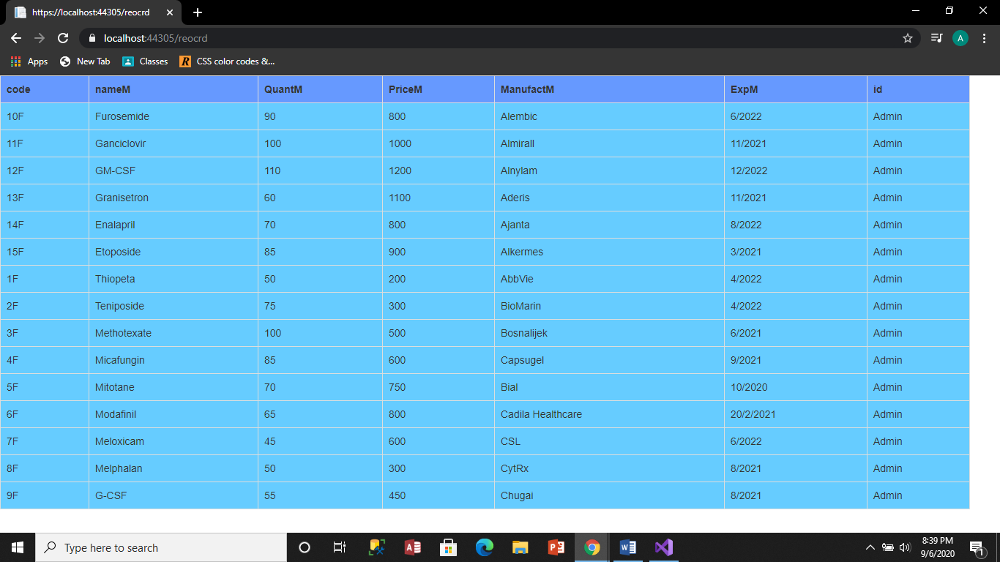 https://localhost:44305/reocrd
localhost:44305/reocrd
A
Apps New Tab Classes R CSS color codes &...
code nameM QuantM PriceM ManufactM ExpM id
10F Furosemide 90 800 Alembic 6/2022 Admin
11F Ganciclovir 100 1000 Almirall 11/2021 Admin
12F GM-CSF 110 1200 Alnylam 12/2022 Admin
13F Granisetron 60 1100 Aderis 11/2021 Admin
14F Enalapril 70 800 Ajanta 8/2022 Admin
15F Etoposide 85 900 Alkermes 3/2021 Admin
1F Thiopeta 50 200 AbbVie 4/2022 Admin
2F Teniposide 75 300 BioMarin 4/2022 Admin
3F Methotexate 100 500 Bosnalijek 6/2021 Admin
4F Micafungin 85 600 Capsugel 9/2021 Admin
5F Mitotane 70 750 Bial 10/2020 Admin
6F Modafinil 65 800 Cadila Healthcare 20/2/2021 Admin
7F Meloxicam 45 600 CSL 6/2022 Admin
8F Melphalan 50 300 CytRx 8/2021 Admin
9F G-CSF 55 450 Chugai 8/2021 Admin
Type here to search
8:39 PM
9/6/2020
1